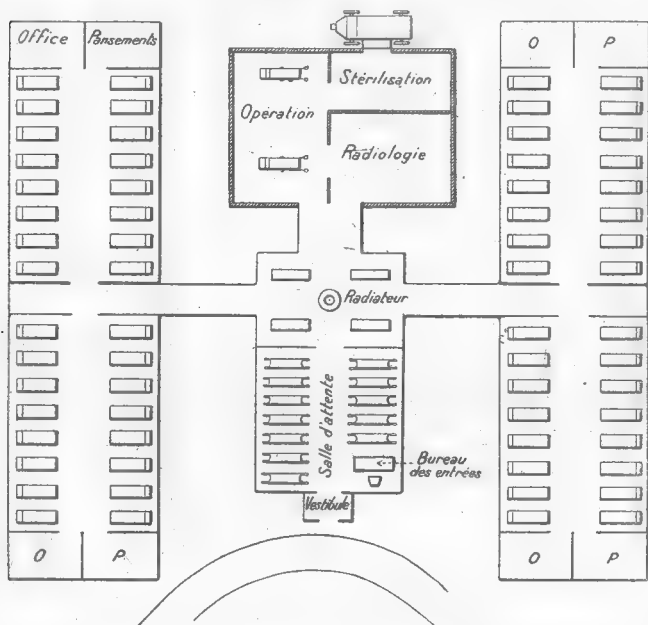 Office
Pansements
Opération
Stérilisation
Radiologie
O
P
Radiateur
Salle d'attente
Bureau
des entrées
Vestibule
O
P
O
P